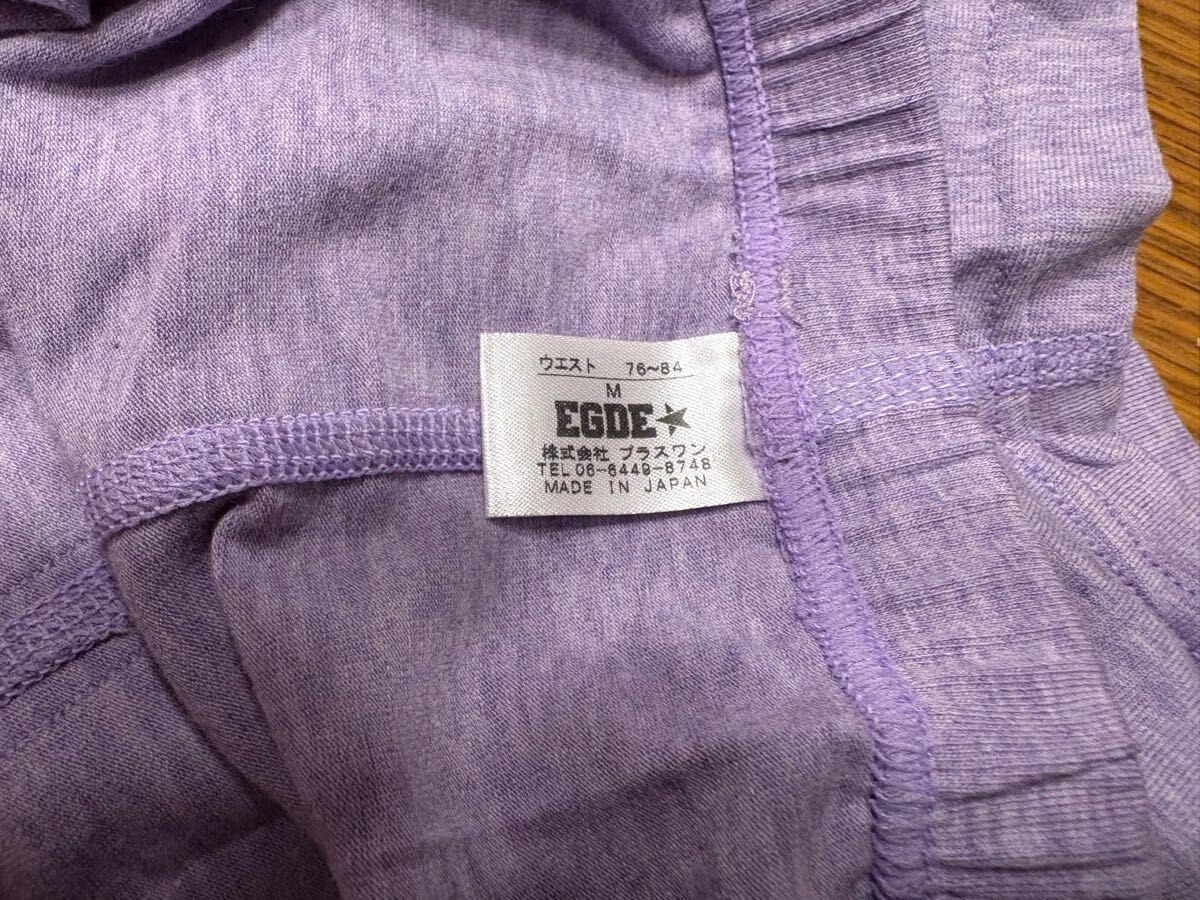 ウエスト 76~84
M
EGDE★
株式会社 プラスワン
TEL 06-6449-8748
MADE IN JAPAN